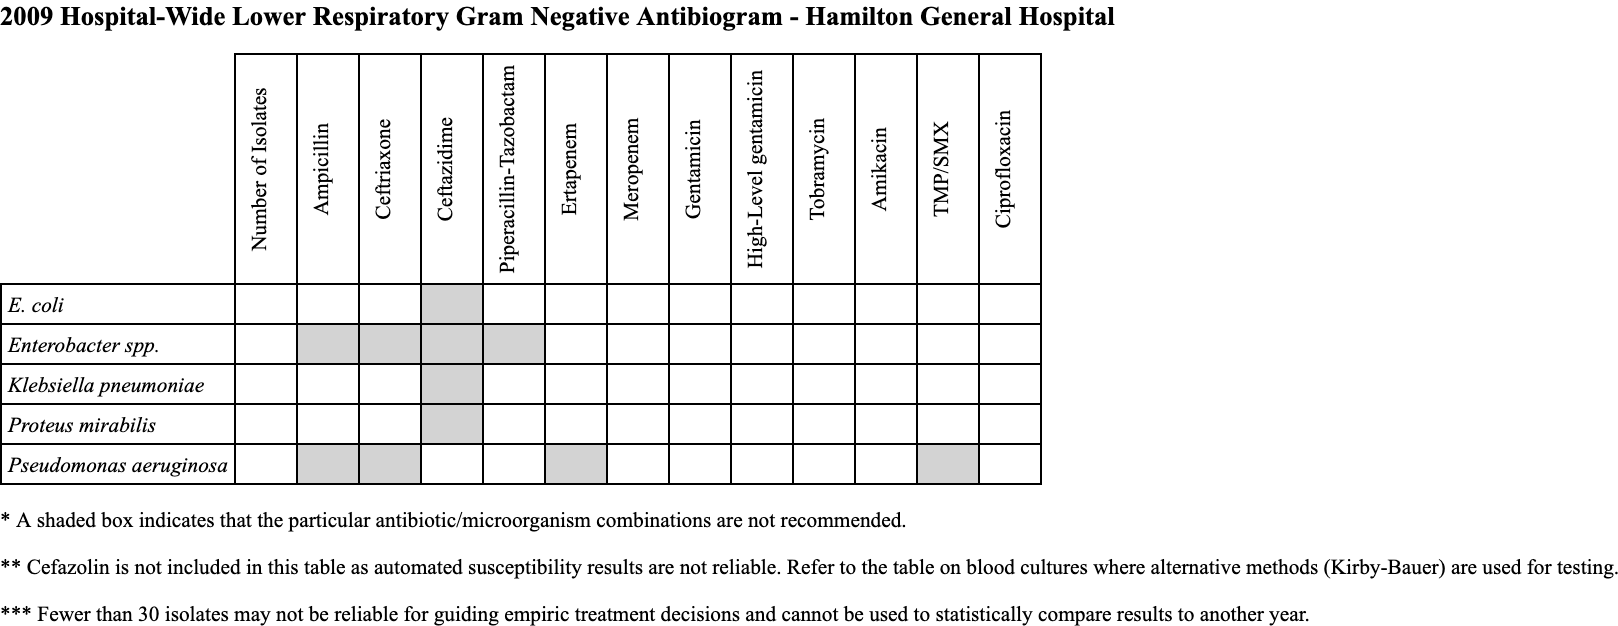 2009 Hospital-Wide Lower Respiratory Gram Negative Antibiogram - Hamilton General Hospital
Number of Isolates
Ampicillin
Ceftriaxone
Ceftazidime
Piperacillin-Tazobactam
Ertapenem
Meropenem
Gentamicin
High-Level gentamicin
Tobramycin
Amikacin
TMP/SMX
Ciprofloxacin
E. coli
Enterobacter spp.
Klebsiella pneumoniae
Proteus mirabilis
Pseudomonas aeruginosa
* A shaded box indicates that the particular antibiotic/microorganism combinations are not recommended.
** Cefazolin is not included in this table as automated susceptibility results are not reliable. Refer to the table on blood cultures where alternative methods (Kirby-Bauer) are used for testing.
*** Fewer than 30 isolates may not be reliable for guiding empiric treatment decisions and cannot be used to statistically compare results to another year.